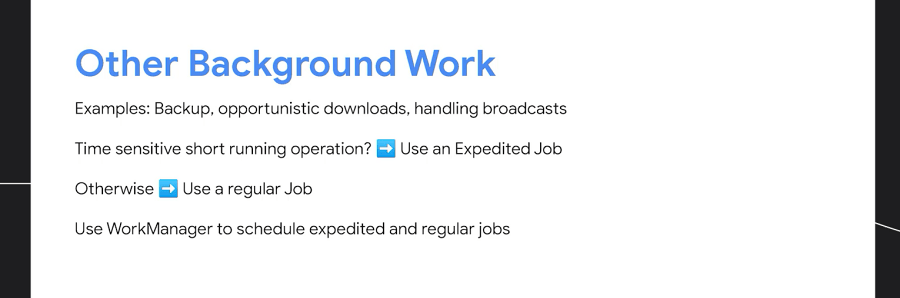 Other Background Work
Examples: Backup, opportunistic downloads, handling broadcasts
Time sensitive short running operation? ➡️ Use an Expedited Job
Otherwise ➡️ Use a regular Job
Use WorkManager to schedule expedited and regular jobs